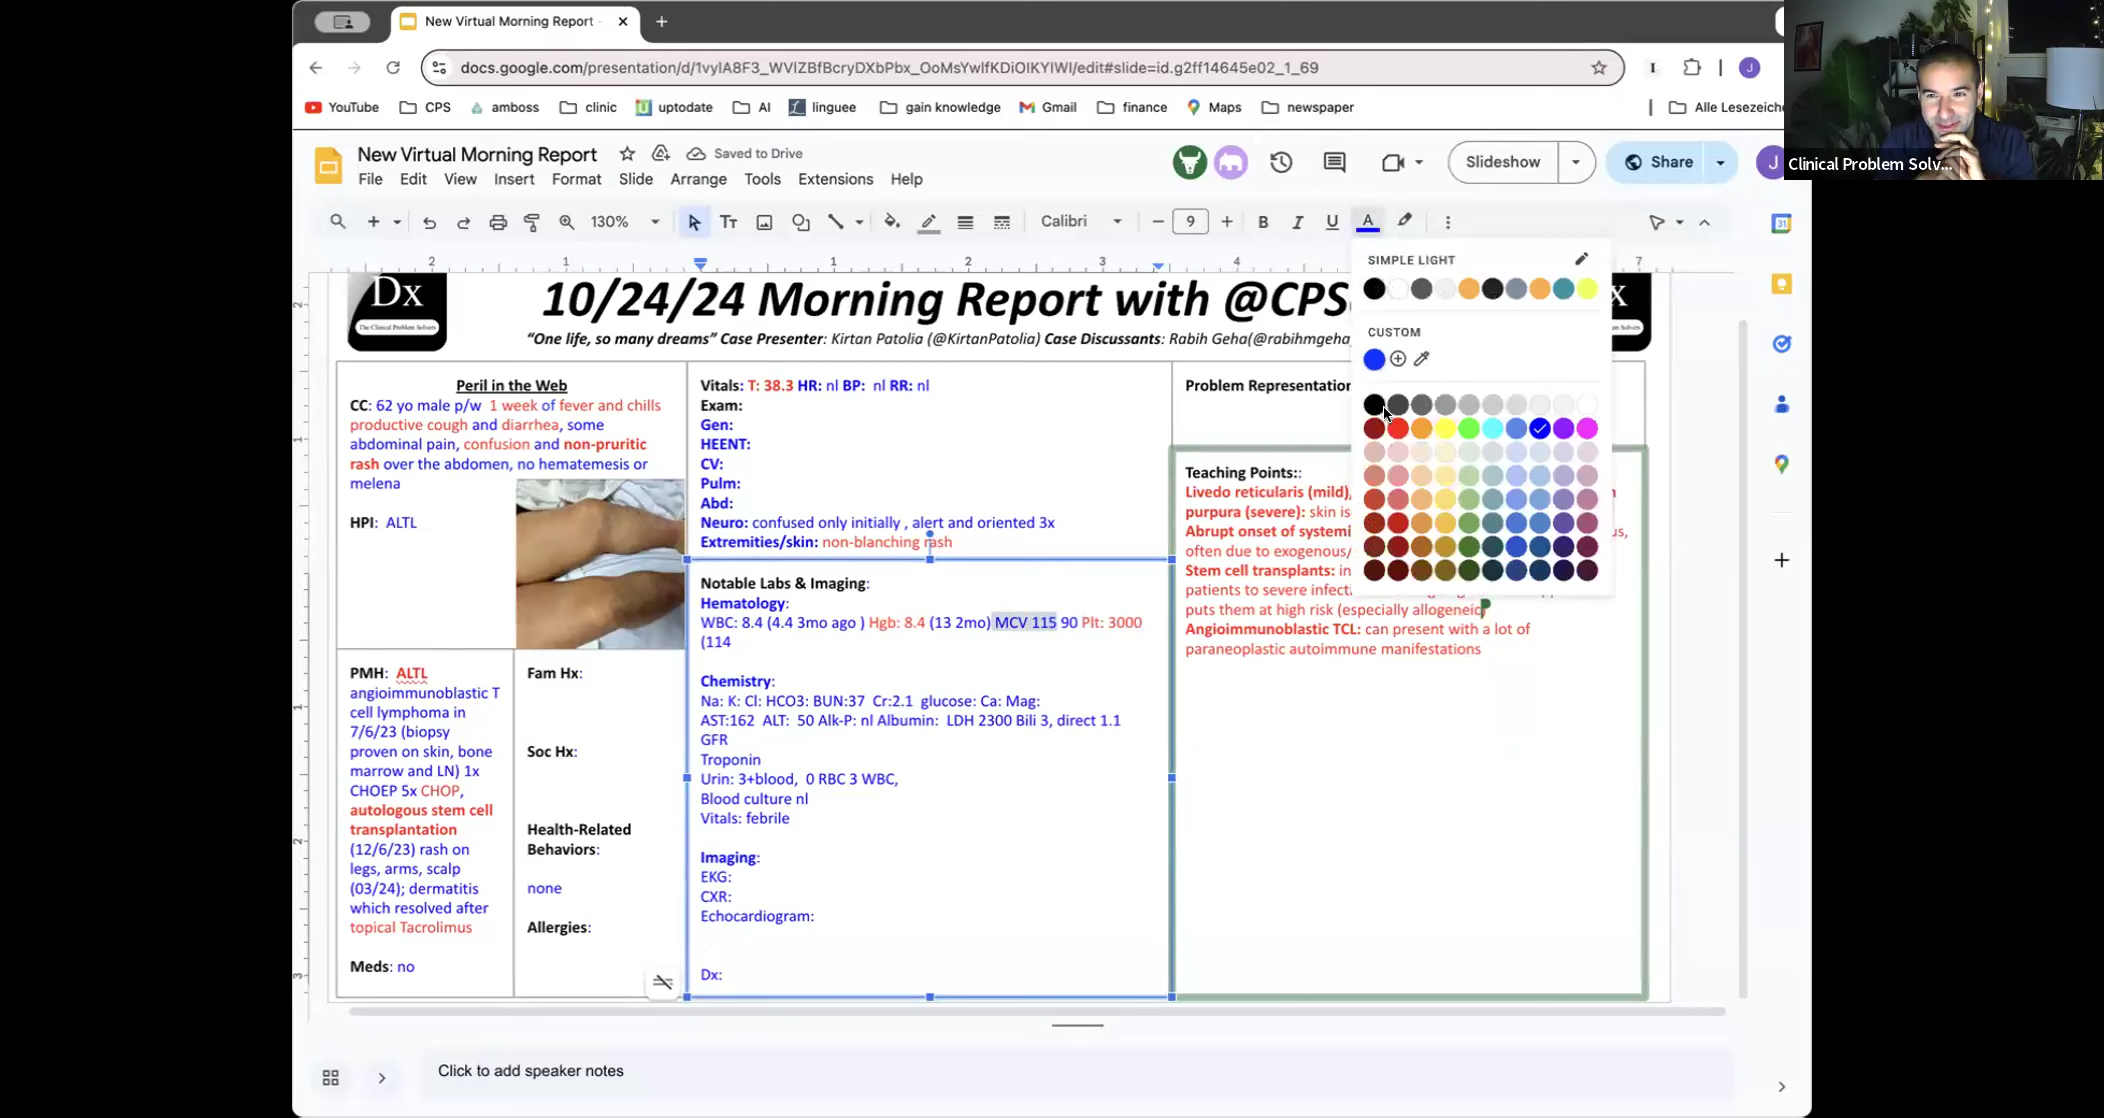 New Virtual Morning Report -
docs.google.com/presentation/d/1vylA8F3_WVlZBfBcryDXbPbx_OoMsYwlfKDiOlKYIWI/edit#slide=id.g2ff14645e02_1_69
J
YouTube CPS amboss clinic uptodate AI linguee gain knowledge Gmail finance Maps newspaper Alle Lesezeiche
Clinical Problem Solv...
New Virtual Morning Report Saved to Drive
File Edit View Insert Format Slide Arrange Tools Extensions Help
Slideshow Share J
130% Calibri 9 B I U A
2 1 1 2 3 4 7
SIMPLE LIGHT
CUSTOM
Dx
The Clinical Problem Solvers
10/24/24 Morning Report with @CPS
“One life, so many dreams” Case Presenter: Kirtan Patolia (@KirtanPatolia) Case Discussants: Rabih Geha(@rabihmgeha
Peril in the Web
CC: 62 yo male p/w 1 week of fever and chills
productive cough and diarrhea, some
abdominal pain, confusion and non-pruritic
rash over the abdomen, no hematemesis or
melena
HPI: ALTL
PMH: ALTL
angioimmunoblastic T
cell lymphoma in
7/6/23 (biopsy
proven on skin, bone
marrow and LN) 1x
CHOEP 5x CHOP,
autologous stem cell
transplantation
(12/6/23) rash on
legs, arms, scalp
(03/24); dermatitis
which resolved after
topical Tacrolimus
Meds: no
Fam Hx:
Soc Hx:
Health-Related
Behaviors:
none
Allergies:
Vitals: T: 38.3 HR: nl BP: nl RR: nl
Exam:
Gen:
HEENT:
CV:
Pulm:
Abd:
Neuro: confused only initially , alert and oriented 3x
Extremities/skin: non-blanching rash
Notable Labs & Imaging:
Hematology:
WBC: 8.4 (4.4 3mo ago ) Hgb: 8.4 (13 2mo) MCV 115 90 Plt: 3000
(114
Chemistry:
Na: K: Cl: HCO3: BUN:37 Cr:2.1 glucose: Ca: Mag:
AST:162 ALT: 50 Alk-P: nl Albumin: LDH 2300 Bili 3, direct 1.1
GFR
Troponin
Urin: 3+blood, 0 RBC 3 WBC,
Blood culture nl
Vitals: febrile
Imaging:
EKG:
CXR:
Echocardiogram:
Dx:
Problem Representation
Teaching Points::
Livedo reticularis (mild),
purpura (severe): skin is
Abrupt onset of systemi
often due to exogenous/
Stem cell transplants: in
patients to severe infect
puts them at high risk (especially allogeneic)
Angioimmunoblastic TCL: can present with a lot of
paraneoplastic autoimmune manifestations
Click to add speaker notes